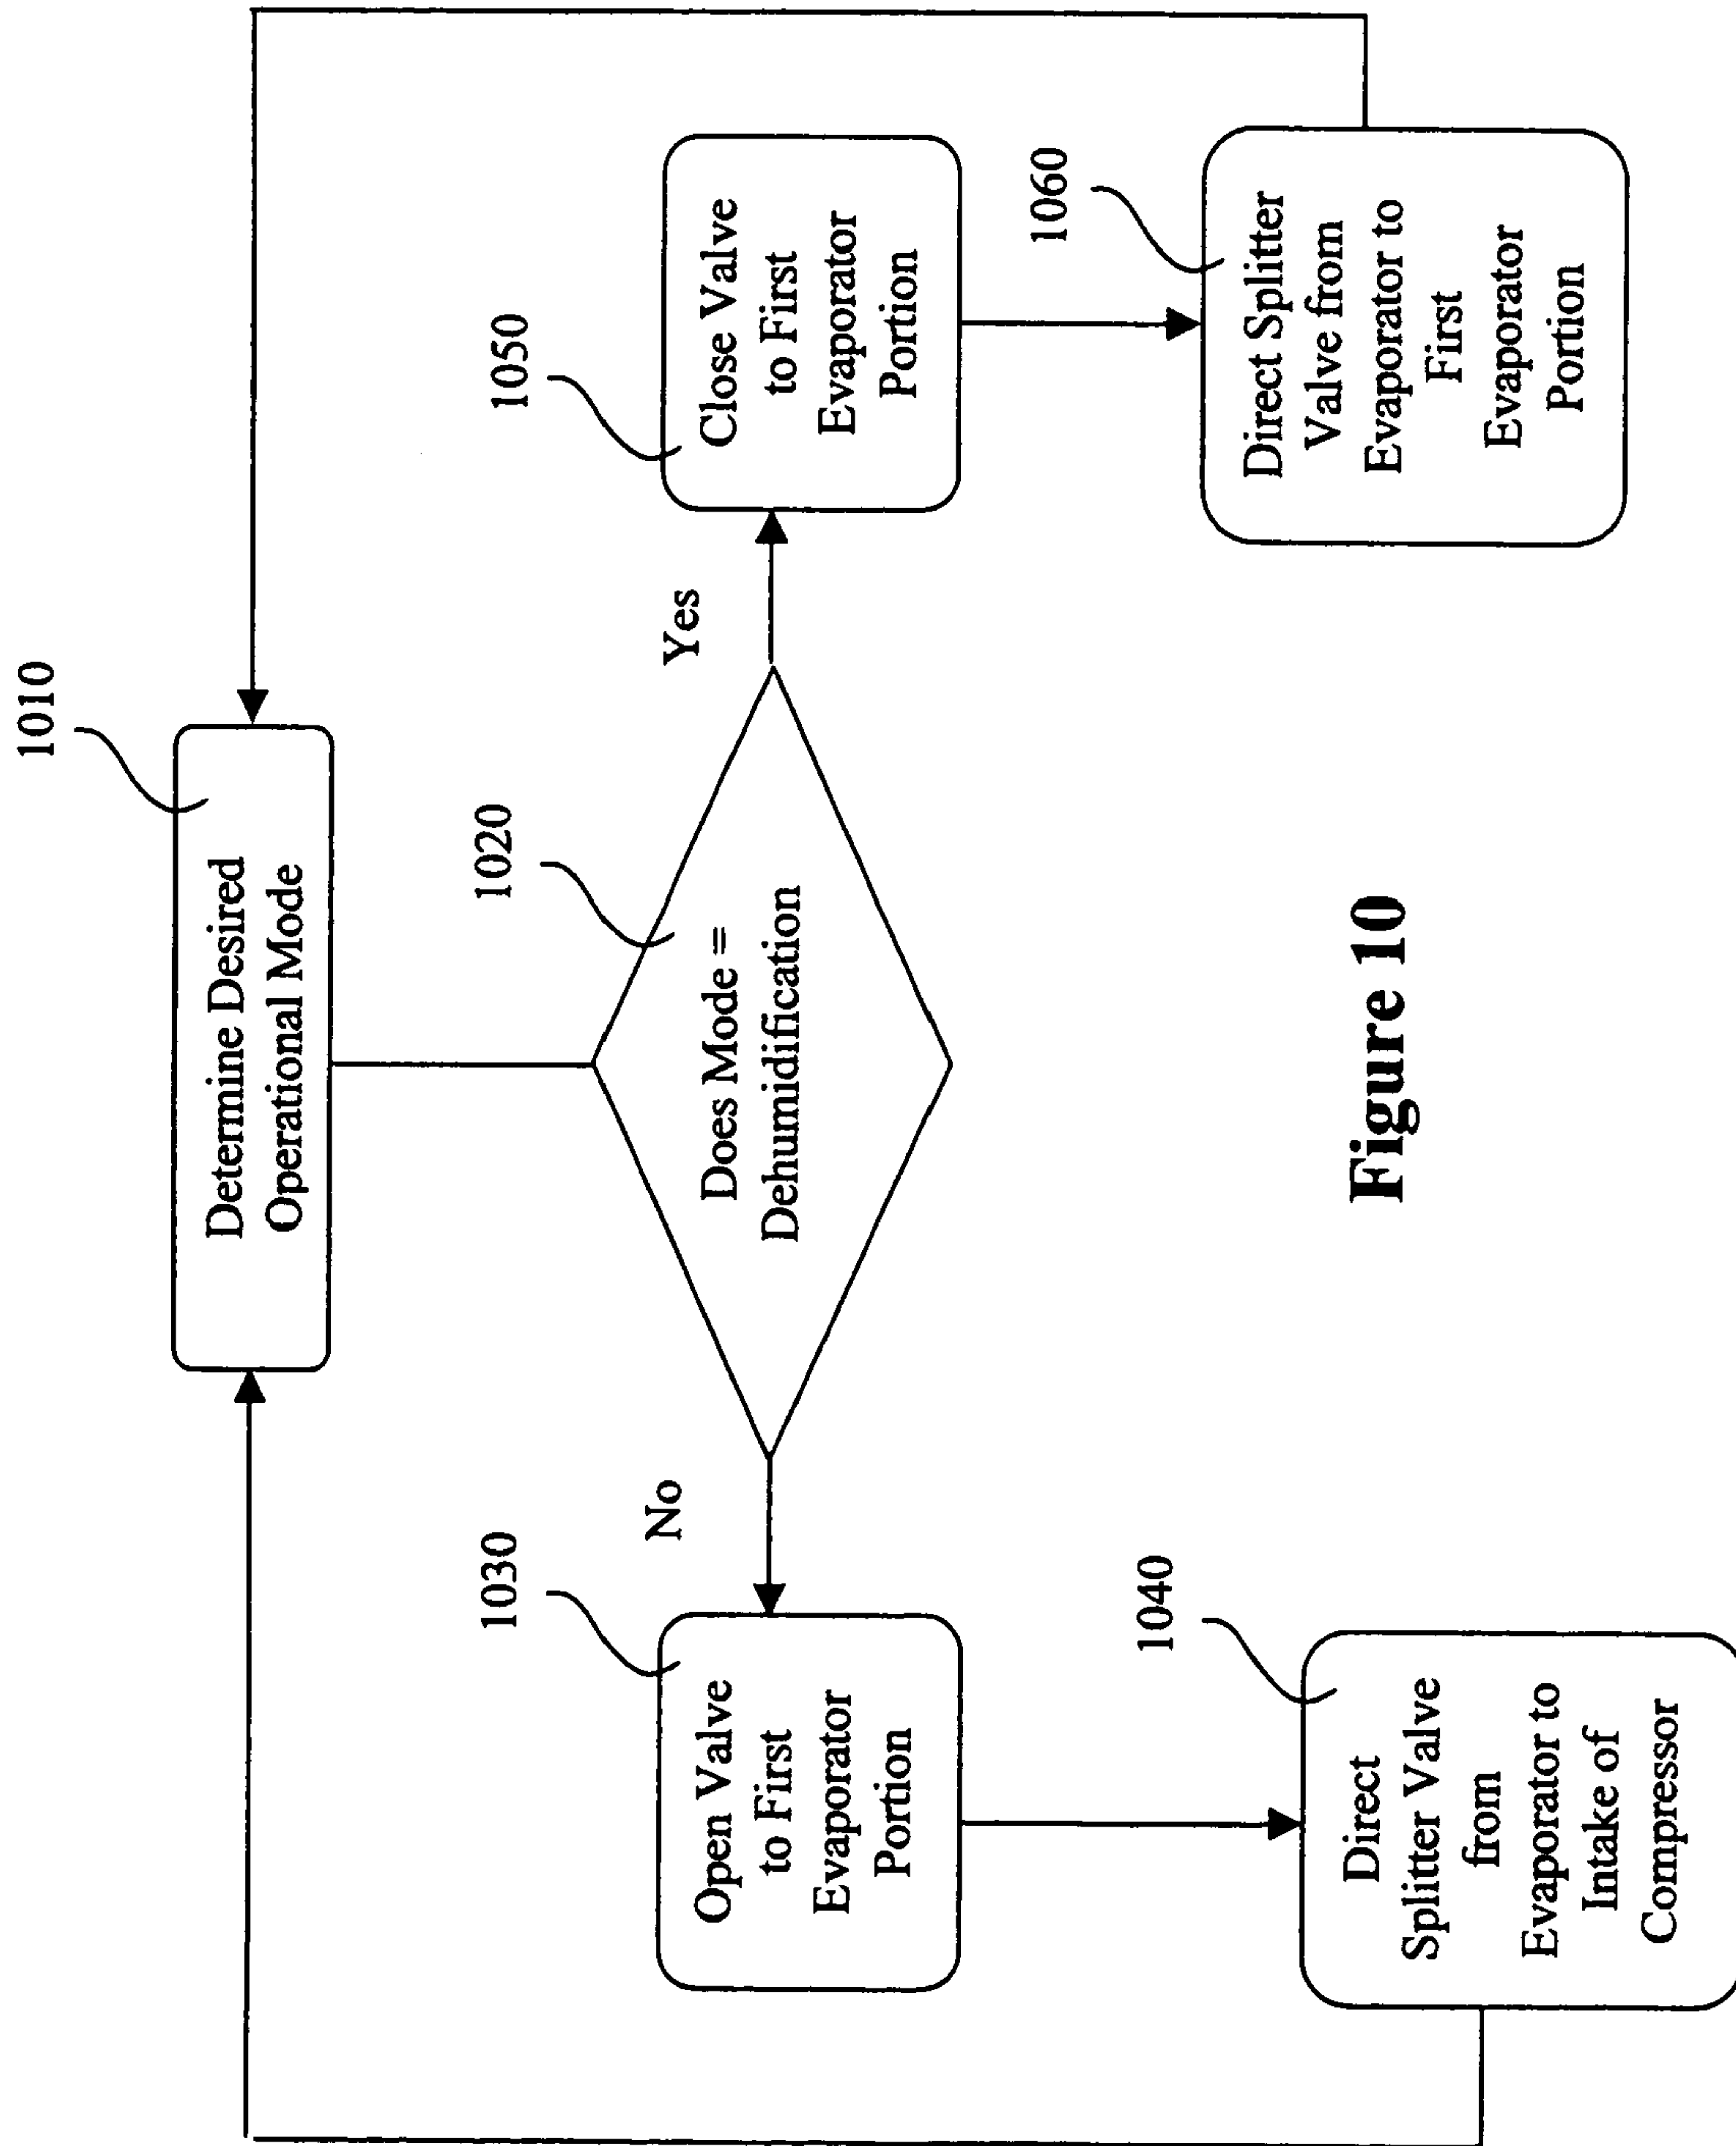 1010
Determine Desired
Operational Mode
1020
Does Mode =
Dehumidification
No
Yes
1030
Open Valve
to First
Evaporator
Portion
1040
Direct
Splitter Valve
from
Evaporator to
Intake of
Compressor
1050
Close Valve
to First
Evaporator
Portion
1060
Direct Splitter
Valve from
Evaporator to
First
Evaporator
Portion
Figure 10